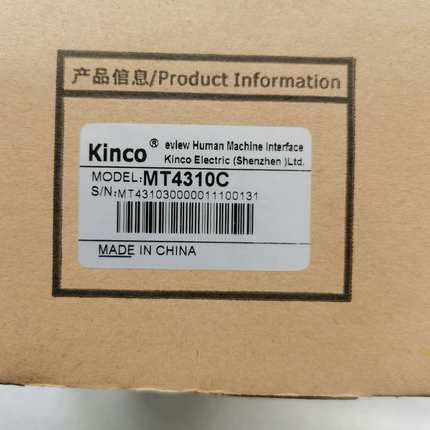 产品信息/Product Information
Kinco® eview Human Machine Interface
Kinco Electric (Shenzhen )Ltd.
MODEL:MT4310C
S/N:MT431030000011100131
MADE IN CHINA